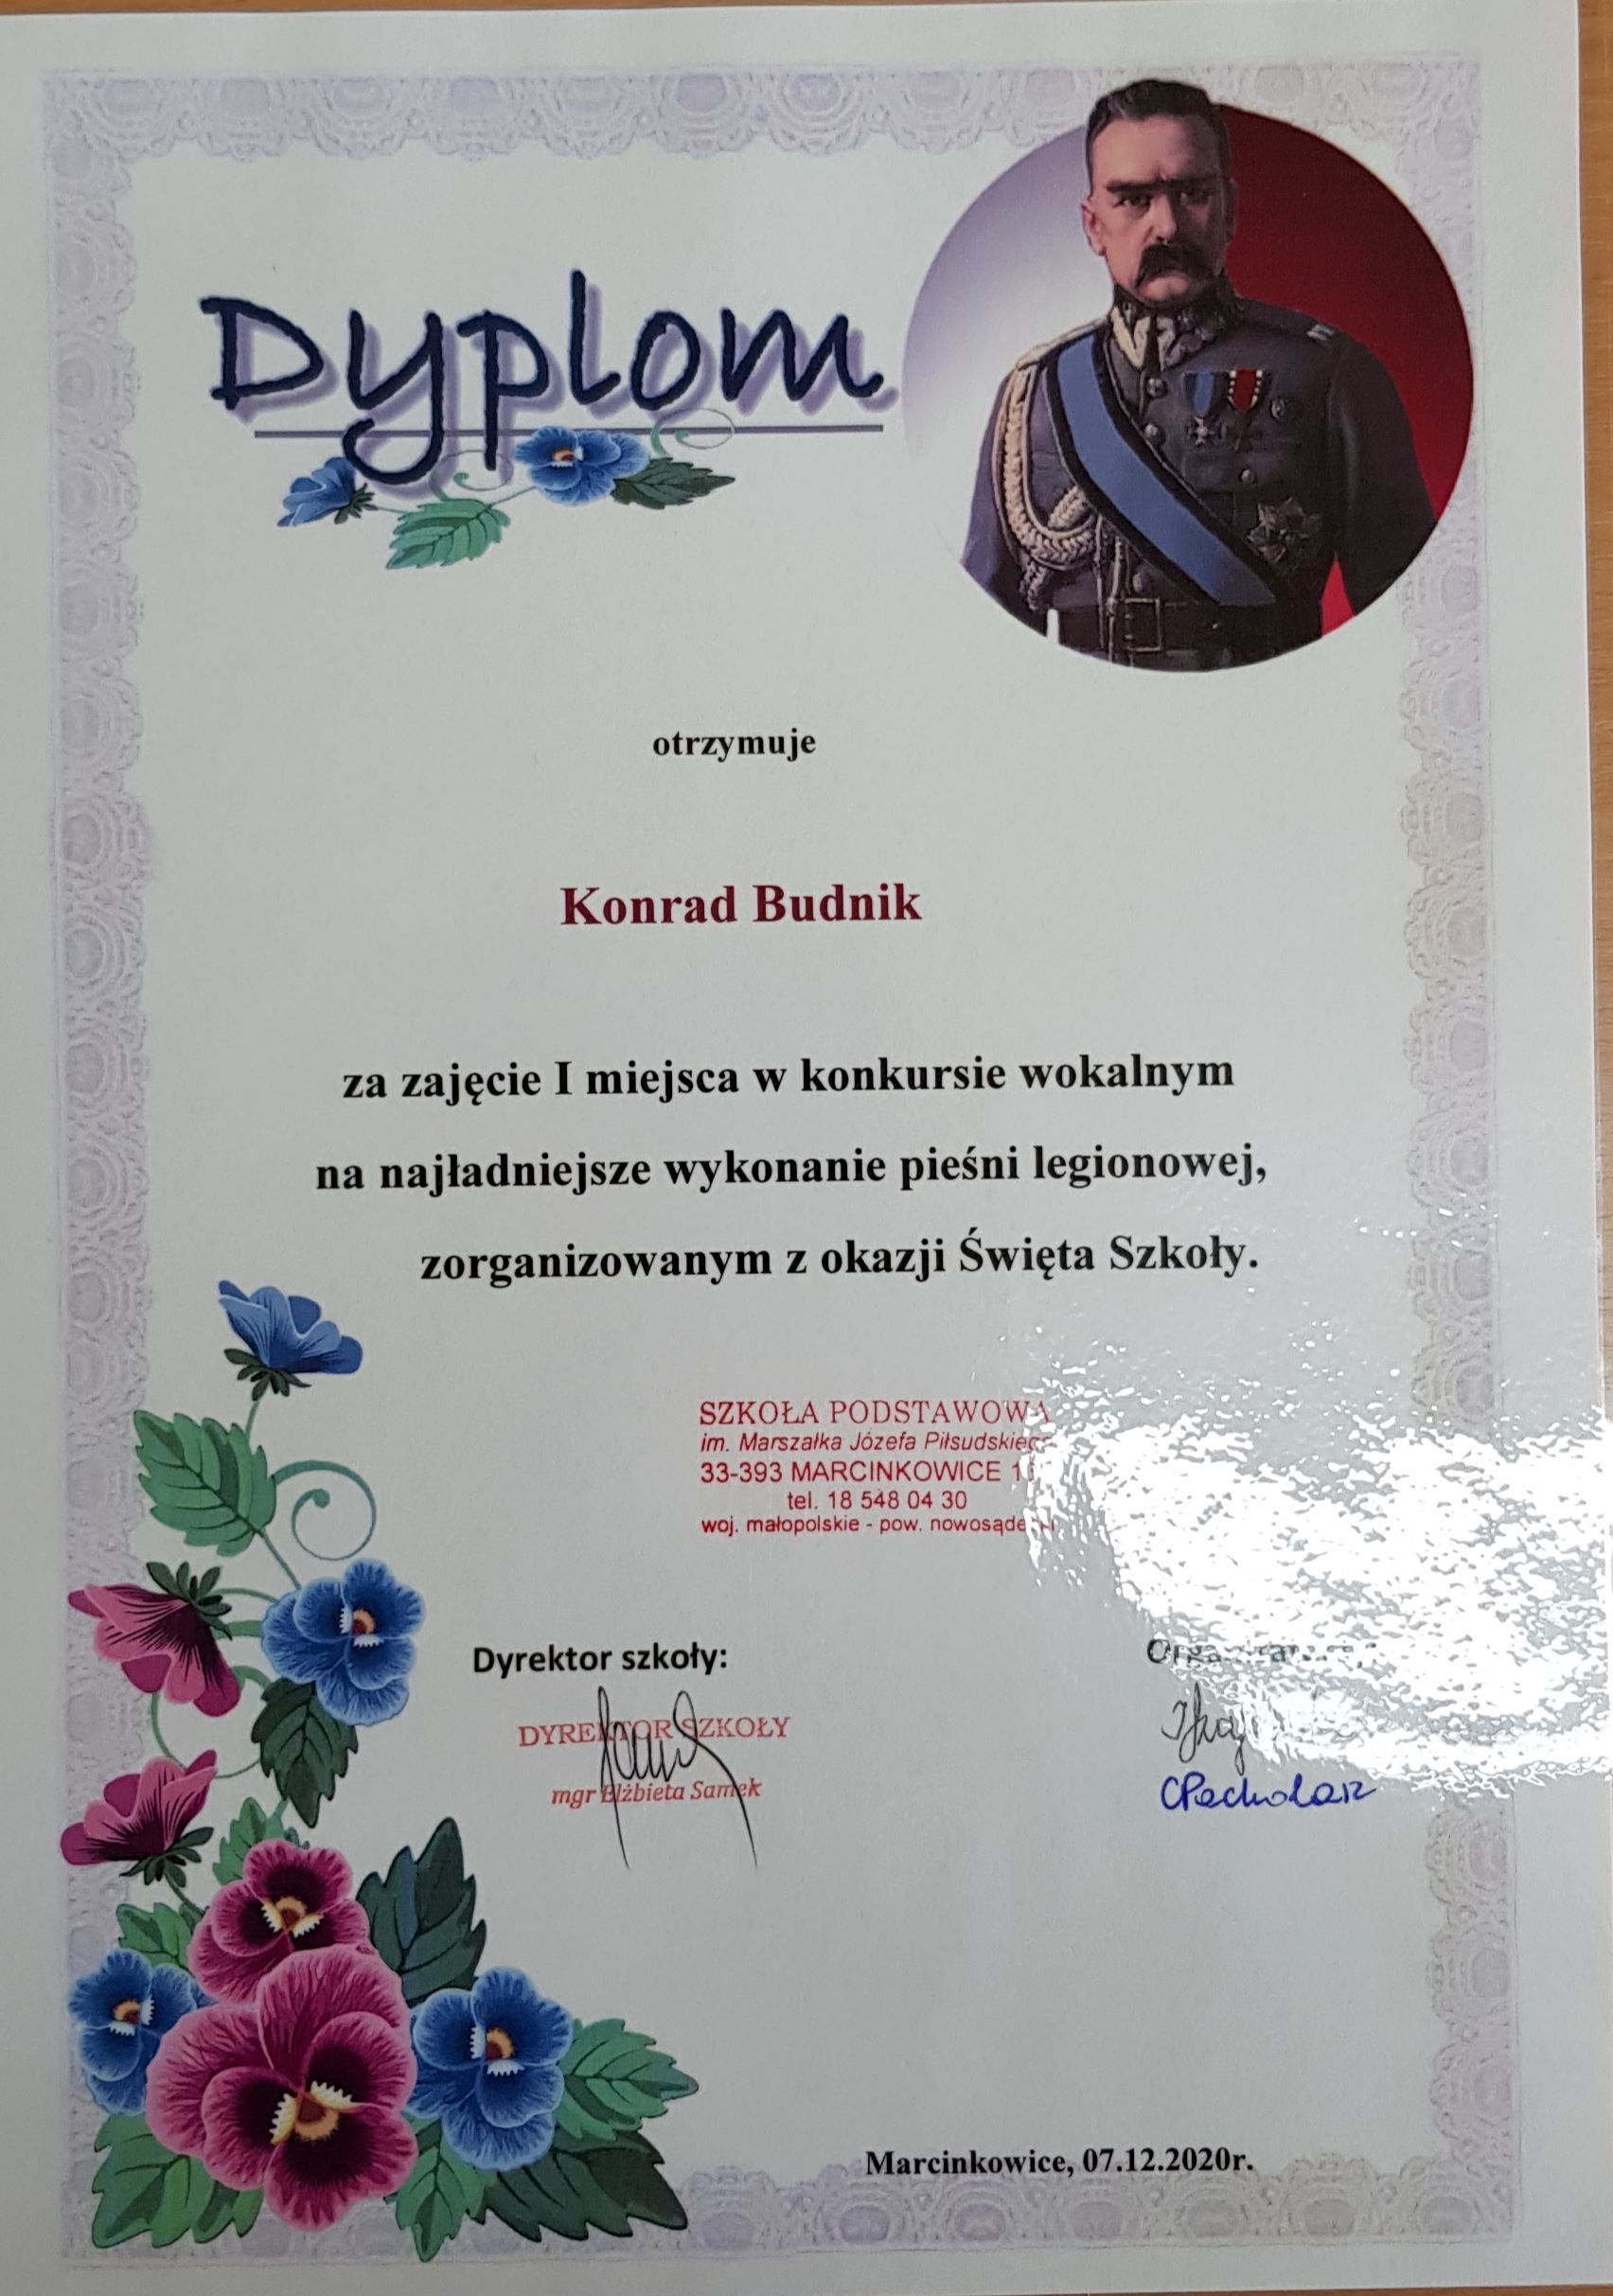 Dyplom
otrzymuje
Konrad Budnik
za zajęcie I miejsca w konkursie wokalnym
na najładniejsze wykonanie pieśni legionowej,
zorganizowanym z okazji Święta Szkoły.
SZKOŁA PODSTAWOWA
im. Marszałka Józefa Piłsudskiego
33-393 MARCINKOWICE
tel. 18 548 04 30
woj. małopolskie - pow. nowosądecki
Dyrektor szkoły:
DYREKTOR SZKOŁY
mgr Elżbieta Samek
CPacholarz
Marcinkowice, 07.12.2020r.